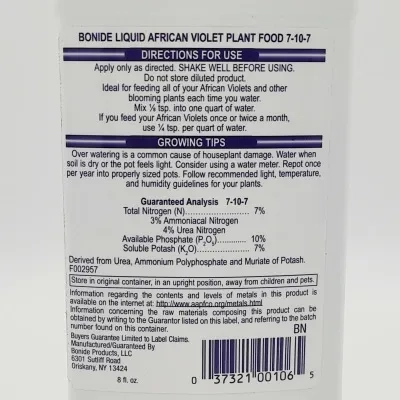 BONIDE LIQUID AFRICAN VIOLET PLANT FOOD 7-10-7
DIRECTIONS FOR USE
Apply only as directed. SHAKE WELL BEFORE USING.
Do not store diluted product.
Ideal for feeding all of your African Violets and other
blooming plants each time you water.
Mix ⅛ tsp. into one quart of water.
If you feed your African Violets once or twice a month,
use ¼ tsp. per quart of water.
GROWING TIPS
Over watering is a common cause of houseplant damage. Water when
soil is dry or the pot feels light. Consider using a water meter. Repot once
per year into properly sized pots. Follow recommended light, temperature,
and humidity guidelines for your plants.
Guaranteed Analysis 7-10-7
Total Nitrogen (N)...................... 7%
3% Ammoniacal Nitrogen
4% Urea Nitrogen
Available Phosphate (P₂O₅)............ 10%
Soluble Potash (K₂O)................... 7%
Derived from Urea, Ammonium Polyphosphate and Muriate of Potash.
F002957
Store in original container, in an upright position, away from children and pets.
Information regarding the contents and levels of metals in this product is
available on the internet at: http://www.aapfco.org/metals.html
Information concerning the raw materials composing this product can be
obtained by writing to the Guarantor listed on this label, and referring to the batch
number found on this container.
Buyers Guarantee Limited to Label Claims.
Manufactured/Guaranteed By
Bonide Products, LLC
6301 Sutliff Road
Oriskany, NY 13424
8 fl. oz.
BN
0 37321 00106 5